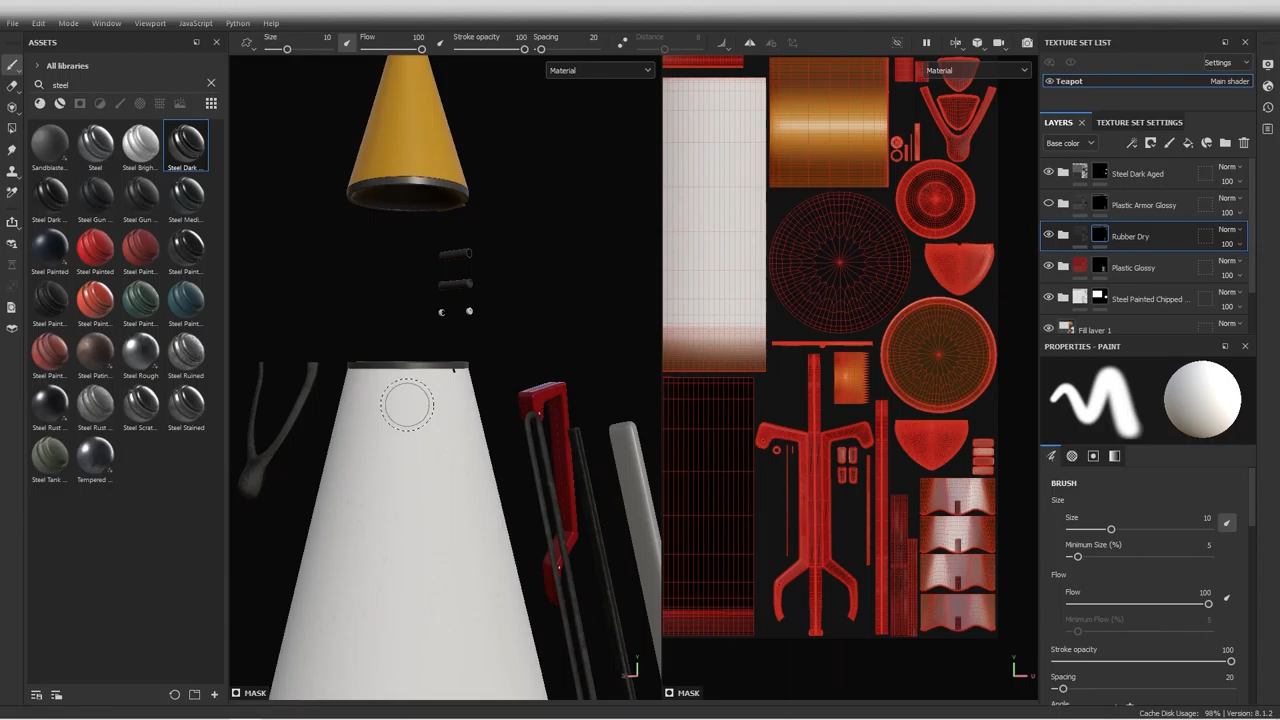 File Edit Mode Window Viewport JavaScript Python Help
ASSETS
Size 10 Flow 100 Stroke opacity 100 Spacing 20 Distance 8
All libraries
steel
Sandblaste... Steel Steel Brigh... Steel Dark ...
Steel Dark ... Steel Gun ... Steel Gun ... Steel Medi...
Steel Painted Steel Painted Steel Paint... Steel Paint...
Steel Paint... Steel Paint... Steel Paint... Steel Paint...
Steel Paint... Steel Patin... Steel Rough Steel Ruined
Steel Rust ... Steel Rust ... Steel Scrat... Steel Stained
Steel Tank ... Tempered ...
Material
Material
MASK
MASK
Y
Y
U
TEXTURE SET LIST
Settings
Teapot Main shader
LAYERS TEXTURE SET SETTINGS
Base color
Steel Dark Aged Norm 100
Plastic Armor Glossy Norm 100
Rubber Dry Norm 100
Plastic Glossy Norm 100
Steel Painted Chipped ... Norm 100
Fill layer 1 Norm
PROPERTIES - PAINT
BRUSH
Size
Size 10
Minimum Size (%) 5
Flow
Flow 100
Minimum Flow (%) 5
Stroke opacity 100
Spacing 20
Angle
Cache Disk Usage: 98% | Version: 8.1.2